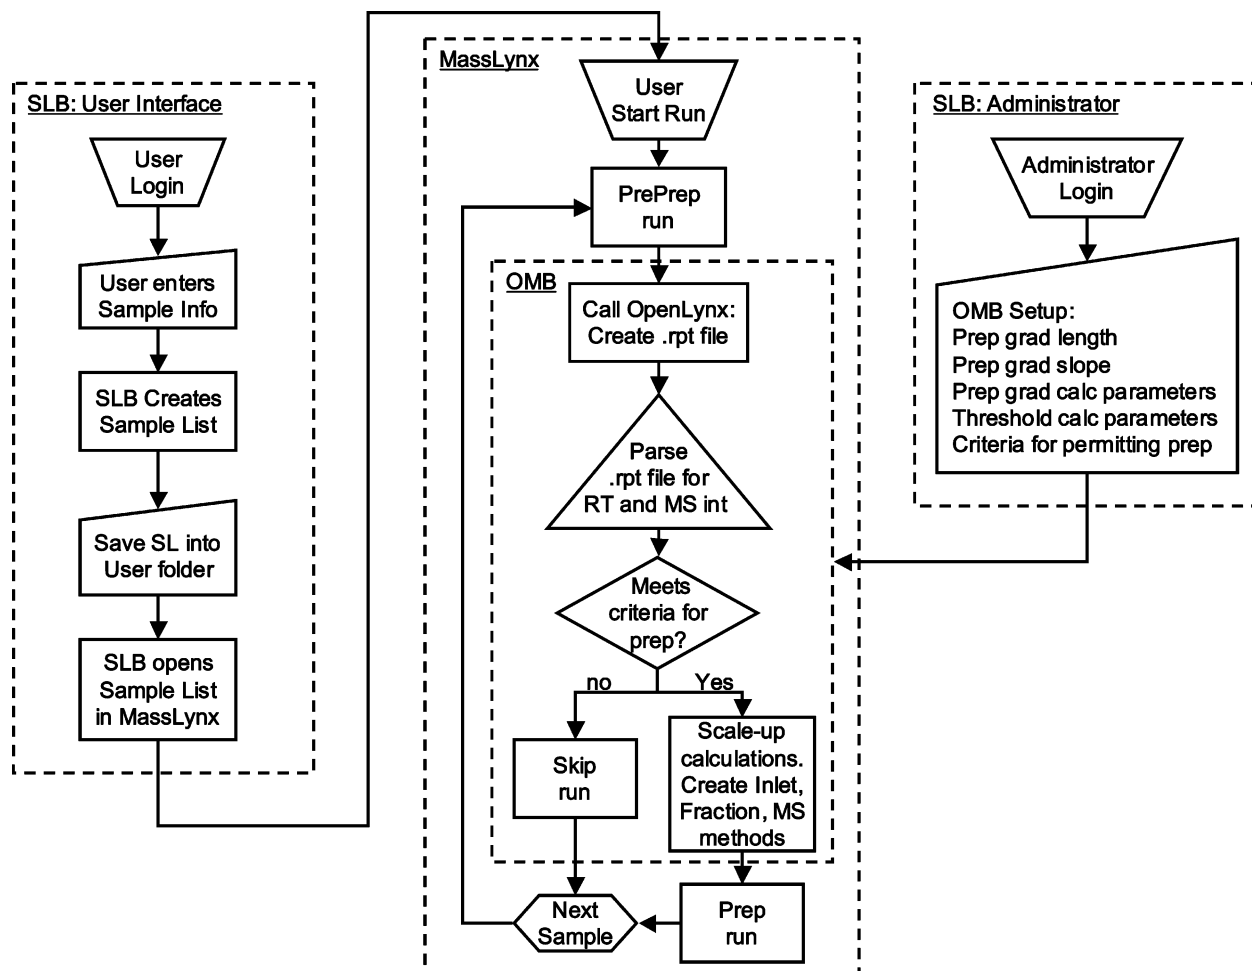 SLB: User Interface
User
Login
User enters
Sample Info
SLB Creates
Sample List
Save SL into
User folder
SLB opens
Sample List
in MassLynx
MassLynx
User
Start Run
PrePrep
run
OMB
Call OpenLynx:
Create .rpt file
Parse
.rpt file for
RT and MS int
Meets
criteria for
prep?
no
Yes
Skip
run
Scale-up
calculations.
Create Inlet,
Fraction, MS
methods
Next
Sample
Prep
run
SLB: Administrator
Administrator
Login
OMB Setup:
Prep grad length
Prep grad slope
Prep grad calc parameters
Threshold calc parameters
Criteria for permitting prep